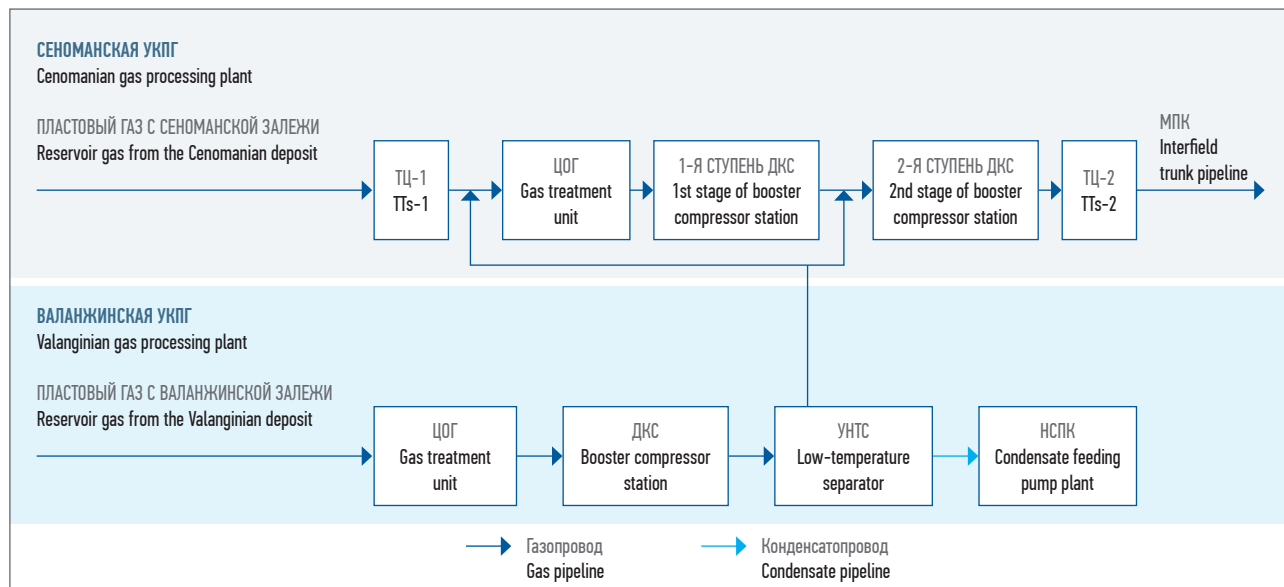 СЕНОМАНСКАЯ УКПГ
Cenomanian gas processing plant
ПЛАСТОВЫЙ ГАЗ С СЕНОМАНСКОЙ ЗАЛЕЖИ
Reservoir gas from the Cenomanian deposit
ТЦ-1
TTs-1
ЦОГ
Gas treatment
unit
1-Я СТУПЕНЬ ДКС
1st stage of booster
compressor station
2-Я СТУПЕНЬ ДКС
2nd stage of booster
compressor station
ТЦ-2
TTs-2
МПК
Interfield
trunk pipeline
ВАЛАНЖИНСКАЯ УКПГ
Valanginian gas processing plant
ПЛАСТОВЫЙ ГАЗ С ВАЛАНЖИНСКОЙ ЗАЛЕЖИ
Reservoir gas from the Valanginian deposit
ЦОГ
Gas treatment
unit
ДКС
Booster compressor
station
УНТС
Low-temperature
separator
НСПК
Condensate feeding
pump plant
Газопровод
Gas pipeline
Конденсатопровод
Condensate pipeline